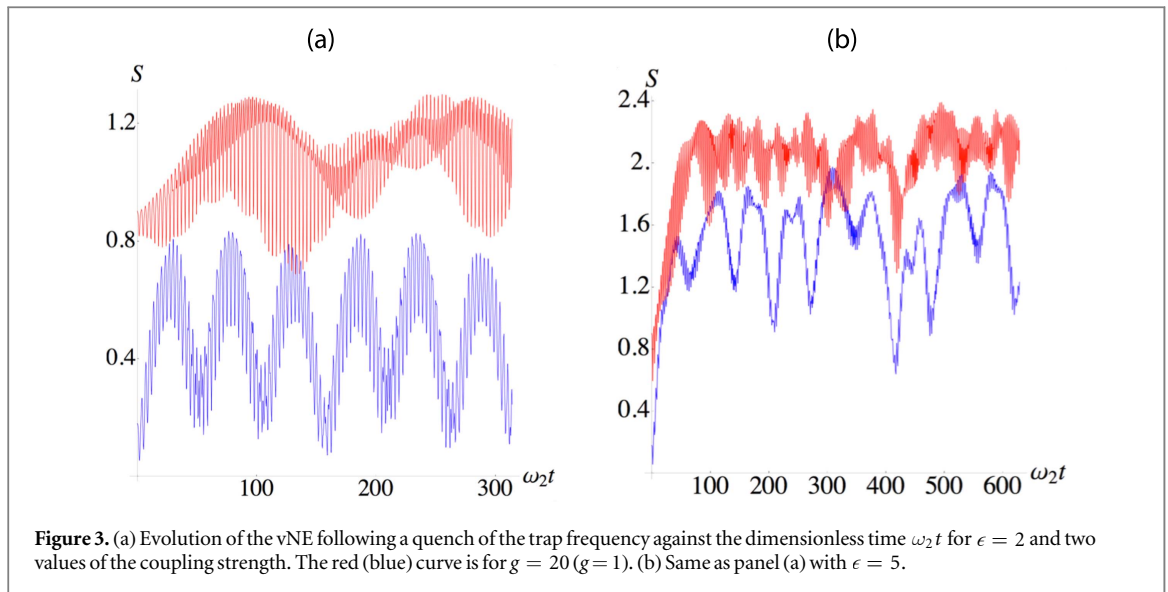 (a)
(b)
S
1.2
0.8
0.4
100
200
300
ω₂t
S
2.4
2.
1.6
1.2
0.8
0.4
100
200
300
400
500
600
ω₂t
Figure 3. (a) Evolution of the vNE following a quench of the trap frequency against the dimensionless time ω₂t for ϵ = 2 and two
values of the coupling strength. The red (blue) curve is for g = 20 (g=1). (b) Same as panel (a) with ϵ = 5.